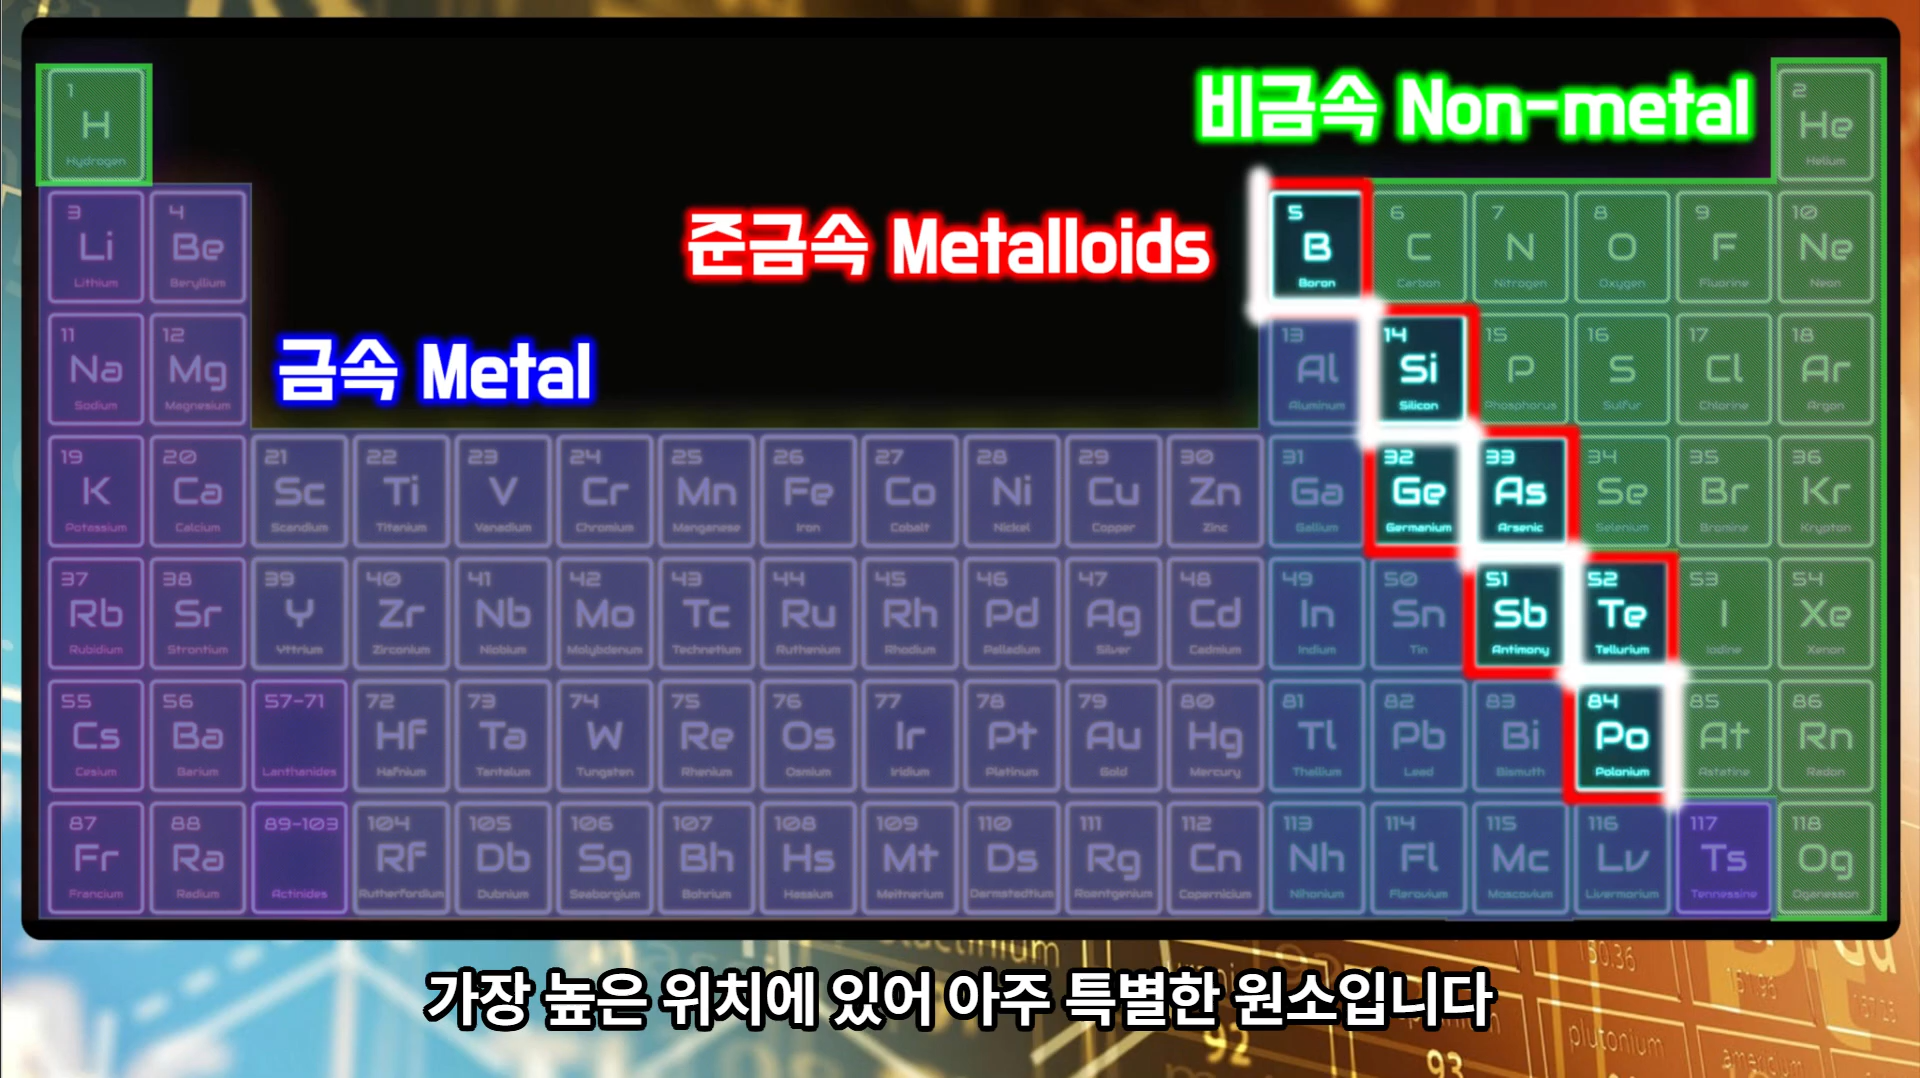 비금속 Non-metal
준금속 Metalloids
금속 Metal
1 H Hydrogen
2 He Helium
3 Li Lithium
4 Be Beryllium
5 B Boron
6 C Carbon
7 N Nitrogen
8 O Oxygen
9 F Fluorine
10 Ne Neon
11 Na Sodium
12 Mg Magnesium
13 Al Aluminum
14 Si Silicon
15 P Phosphorus
16 S Sulfur
17 Cl Chlorine
18 Ar Argon
19 K Potassium
20 Ca Calcium
21 Sc Scandium
22 Ti Titanium
23 V Vanadium
24 Cr Chromium
25 Mn Manganese
26 Fe Iron
27 Co Cobalt
28 Ni Nickel
29 Cu Copper
30 Zn Zinc
31 Ga Gallium
32 Ge Germanium
33 As Arsenic
34 Se Selenium
35 Br Bromine
36 Kr Krypton
37 Rb Rubidium
38 Sr Strontium
39 Y Yttrium
40 Zr Zirconium
41 Nb Niobium
42 Mo Molybdenum
43 Tc Technetium
44 Ru Ruthenium
45 Rh Rhodium
46 Pd Palladium
47 Ag Silver
48 Cd Cadmium
49 In Indium
50 Sn Tin
51 Sb Antimony
52 Te Tellurium
53 I Iodine
54 Xe Xenon
55 Cs Cesium
56 Ba Barium
57-71 Lanthanides
72 Hf Hafnium
73 Ta Tantalum
74 W Tungsten
75 Re Rhenium
76 Os Osmium
77 Ir Iridium
78 Pt Platinum
79 Au Gold
80 Hg Mercury
81 Tl Thallium
82 Pb Lead
83 Bi Bismuth
84 Po Polonium
85 At Astatine
86 Rn Radon
87 Fr Francium
88 Ra Radium
89-103 Actinides
104 Rf Rutherfordium
105 Db Dubnium
106 Sg Seaborgium
107 Bh Bohrium
108 Hs Hassium
109 Mt Meitnerium
110 Ds Darmstadtium
111 Rg Roentgenium
112 Cn Copernicium
113 Nh Nihonium
114 Fl Flerovium
115 Mc Moscovium
116 Lv Livermorium
117 Ts Tennessine
118 Og Oganesson
가장 높은 위치에 있어 아주 특별한 원소입니다
92
93
plutonium